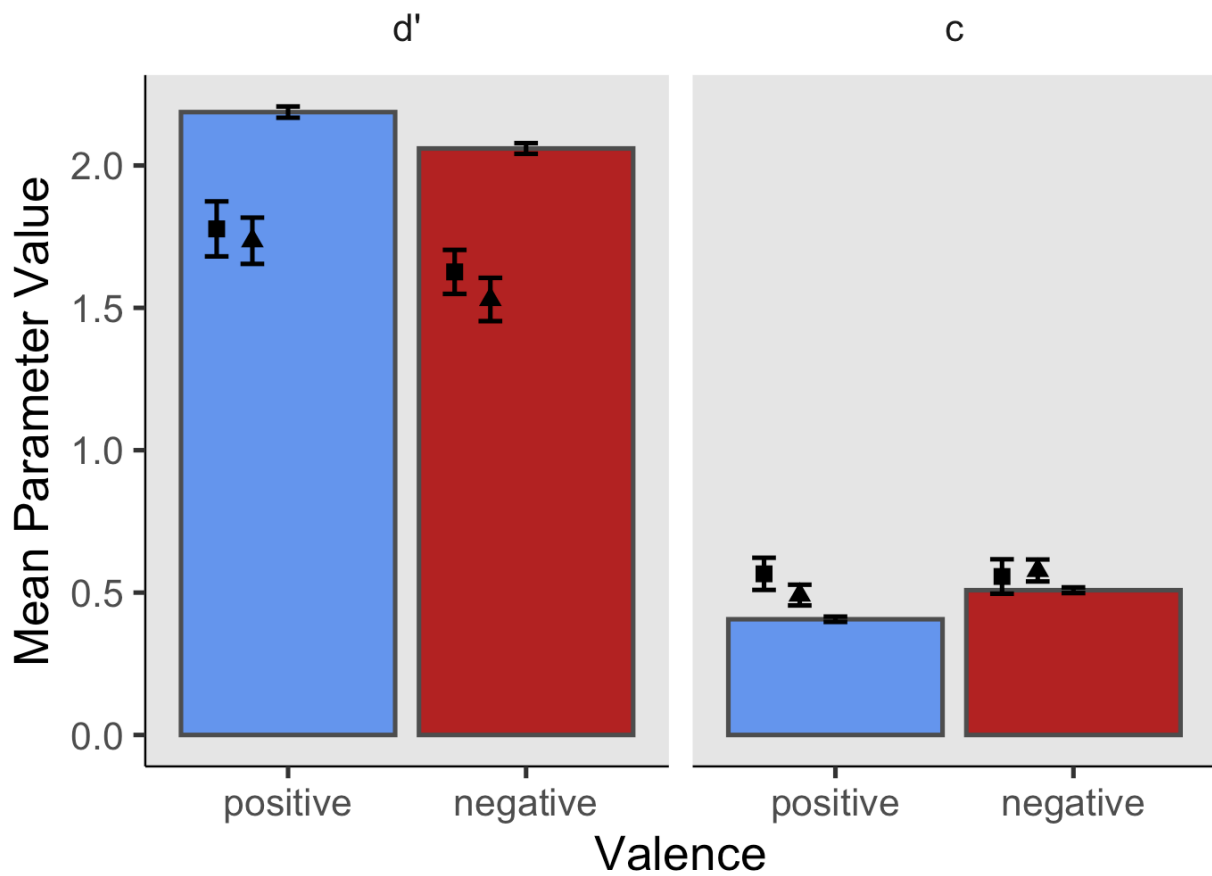 d'
c
Mean Parameter Value
2.0
1.5
1.0
0.5
0.0
positive
negative
positive
negative
Valence